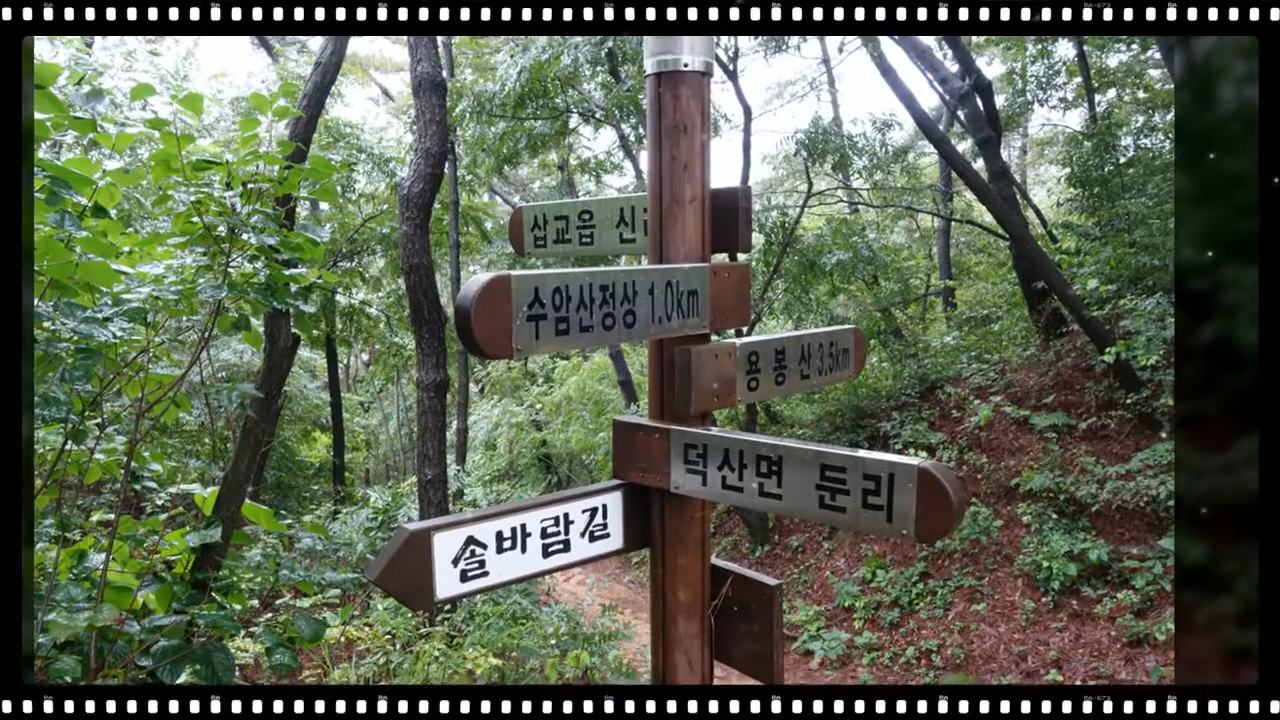 삽교읍
수암산정상 1.0km
용봉산 3.5km
덕산면 둔리
솔바람길